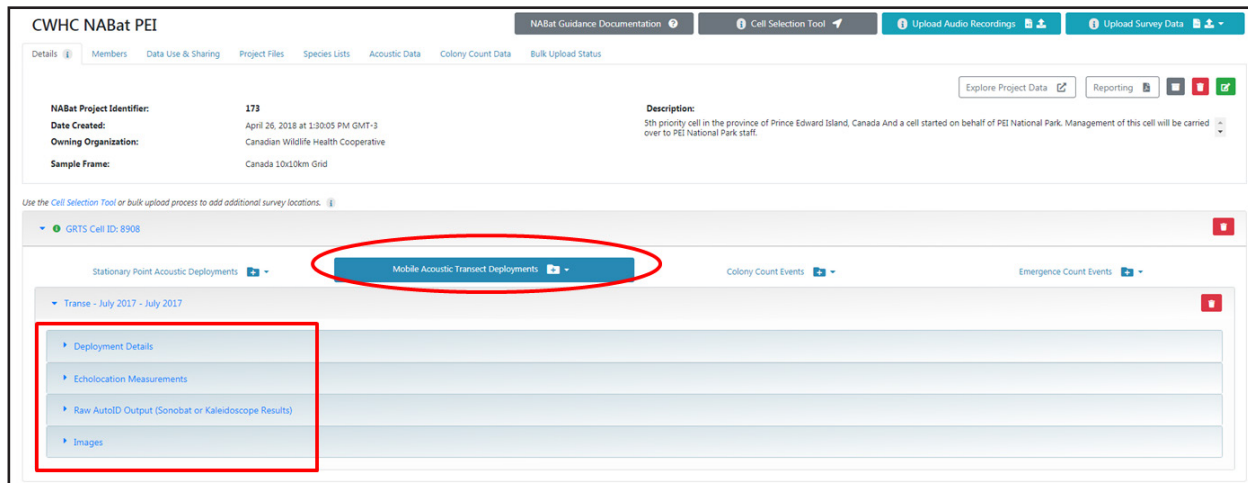 CWHC NABat PEI
NABat Guidance Documentation
Cell Selection Tool
Upload Audio Recordings
Upload Survey Data
Details Members Data Use & Sharing Project Files Species Lists Acoustic Data Colony Count Data Bulk Upload Status
Explore Project Data
Reporting
NABat Project Identifier: 173
Date Created: April 26, 2018 at 1:30:05 PM GMT-3
Owning Organization: Canadian Wildlife Health Cooperative
Sample Frame: Canada 10x10km Grid
Description:
5th priority cell in the province of Prince Edward Island, Canada And a cell started on behalf of PEI National Park. Management of this cell will be carried
over to PEI National Park staff.
Use the Cell Selection Tool or bulk upload process to add additional survey locations.
GRTS Cell ID: 8908
Stationary Point Acoustic Deployments
Mobile Acoustic Transect Deployments
Colony Count Events
Emergence Count Events
Transe - July 2017 - July 2017
Deployment Details
Echolocation Measurements
Raw AutoID Output (Sonobat or Kaleidoscope Results)
Images